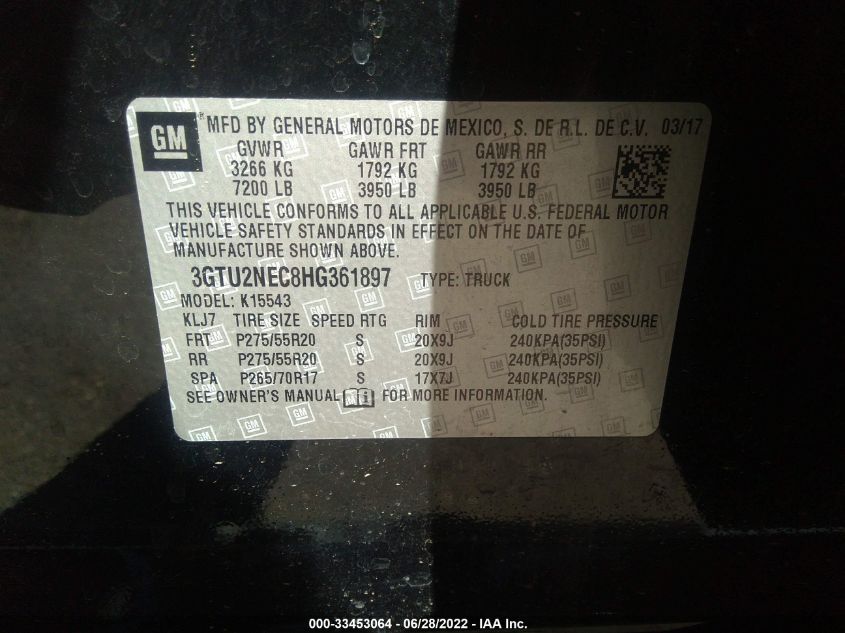 GM ® MFD BY GENERAL MOTORS DE MEXICO, S. DE R.L. DE C.V. 03/17
GVWR GAWR FRT GAWR RR
3266 KG 1792 KG 1792 KG
7200 LB 3950 LB 3950 LB
THIS VEHICLE CONFORMS TO ALL APPLICABLE U.S. FEDERAL MOTOR
VEHICLE SAFETY STANDARDS IN EFFECT ON THE DATE OF
MANUFACTURE SHOWN ABOVE.
3GTU2NEC8HG361897 TYPE: TRUCK
MODEL: K15543
KLJ7 TIRE SIZE SPEED RTG RIM COLD TIRE PRESSURE
FRT P275/55R20 S 20X9J 240KPA(35PSI)
RR P275/55R20 S 20X9J 240KPA(35PSI)
SPA P265/70R17 S 17X7J 240KPA(35PSI)
SEE OWNER'S MANUAL i FOR MORE INFORMATION.
000-33453064 - 06/28/2022 - IAA Inc.